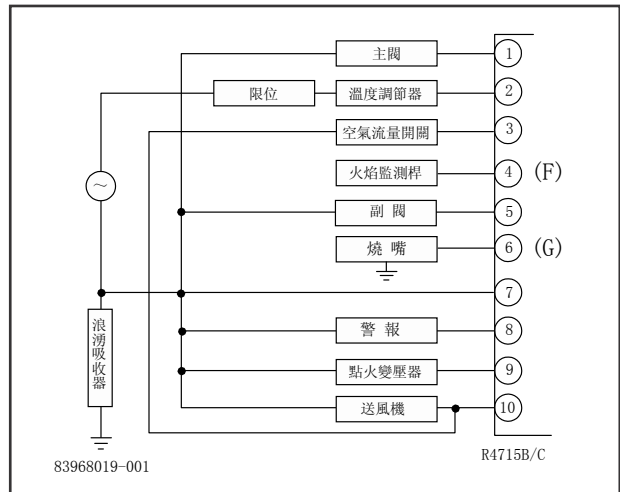 主閥
1
限位
溫度調節器
2
空氣流量開關
3
火焰監測桿
4
(F)
~
副 閥
5
燒 嘴
6
(G)
7
浪湧吸收器
警 報
8
點火變壓器
9
送風機
10
R4715B/C
83968019-001